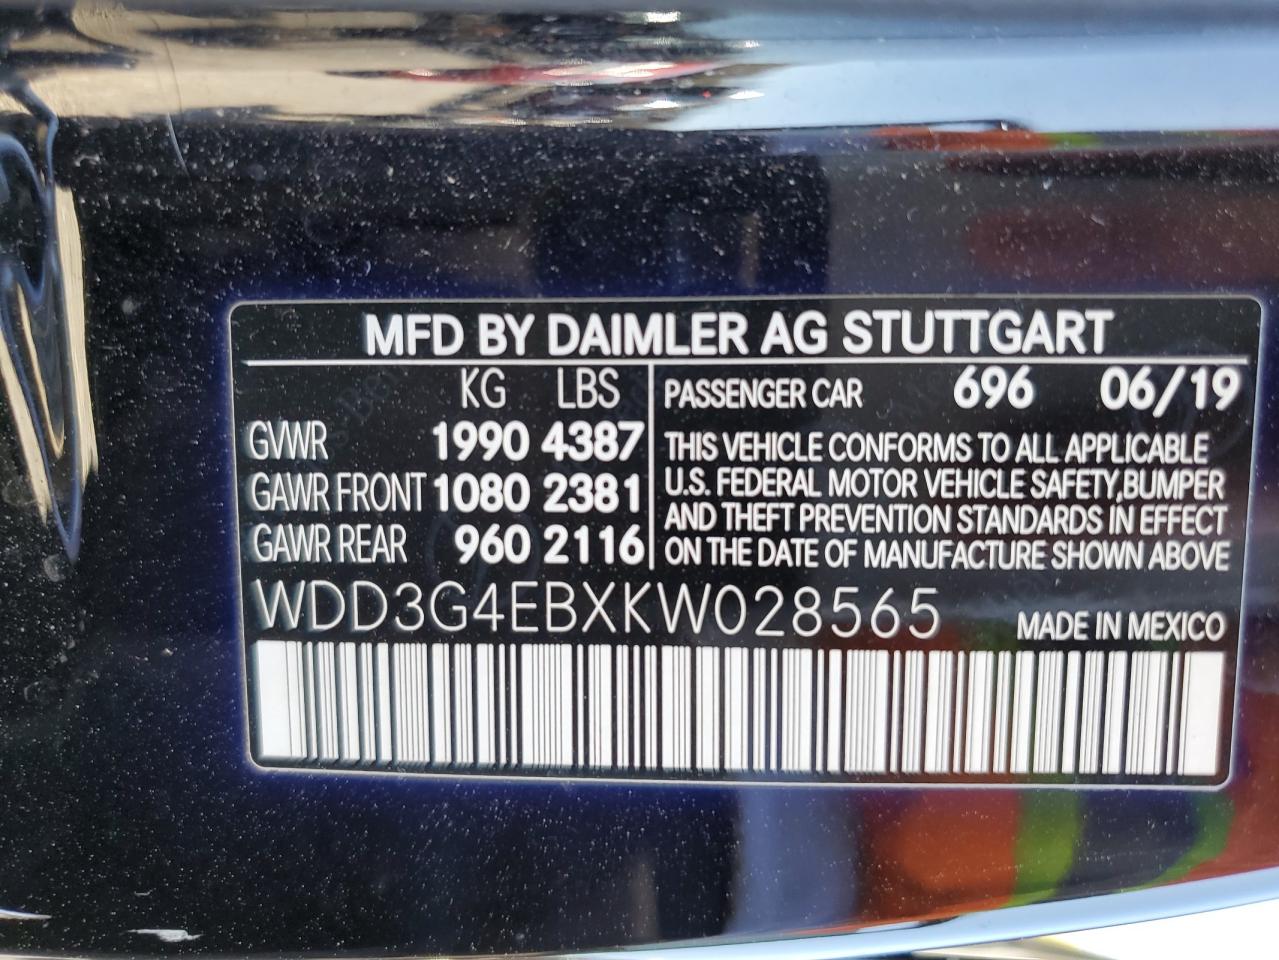 MFD BY DAIMLER AG STUTTGART
KG LBS
GVWR 1990 4387
GAWR FRONT 1080 2381
GAWR REAR 960 2116
PASSENGER CAR 696 06/19
THIS VEHICLE CONFORMS TO ALL APPLICABLE
U.S. FEDERAL MOTOR VEHICLE SAFETY,BUMPER
AND THEFT PREVENTION STANDARDS IN EFFECT
ON THE DATE OF MANUFACTURE SHOWN ABOVE
WDD3G4EBXKW028565
MADE IN MEXICO